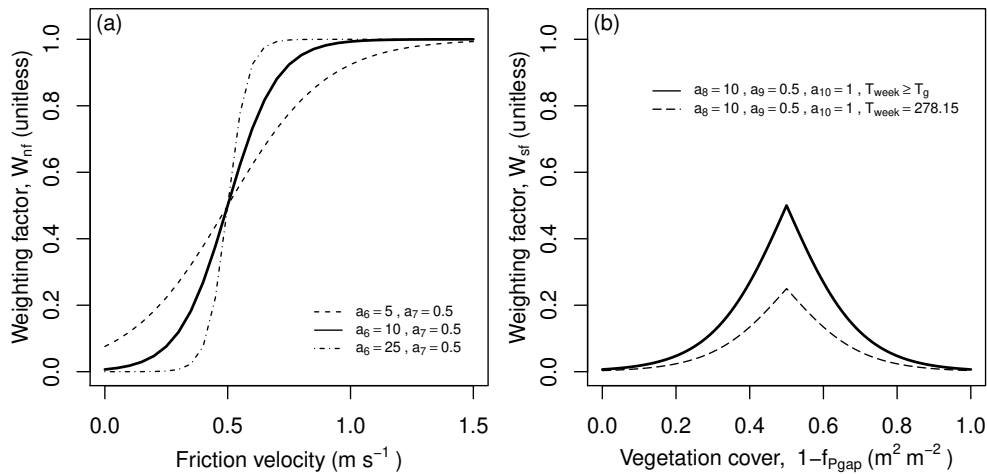 (a)
Weighting factor, W_nf (unitless)
1.0
0.8
0.6
0.4
0.2
0.0
a_6 = 5 , a_7 = 0.5
a_6 = 10 , a_7 = 0.5
a_6 = 25 , a_7 = 0.5
0.0 0.5 1.0 1.5
Friction velocity (m s⁻¹)
(b)
Weighting factor, W_sf (unitless)
1.0
0.8
0.6
0.4
0.2
0.0
a_8 = 10 , a_9 = 0.5 , a_10 = 1 , T_week ≥ T_g
a_8 = 10 , a_9 = 0.5 , a_10 = 1 , T_week = 278.15
0.0 0.2 0.4 0.6 0.8 1.0
Vegetation cover, 1−f_Pgap (m² m⁻²)